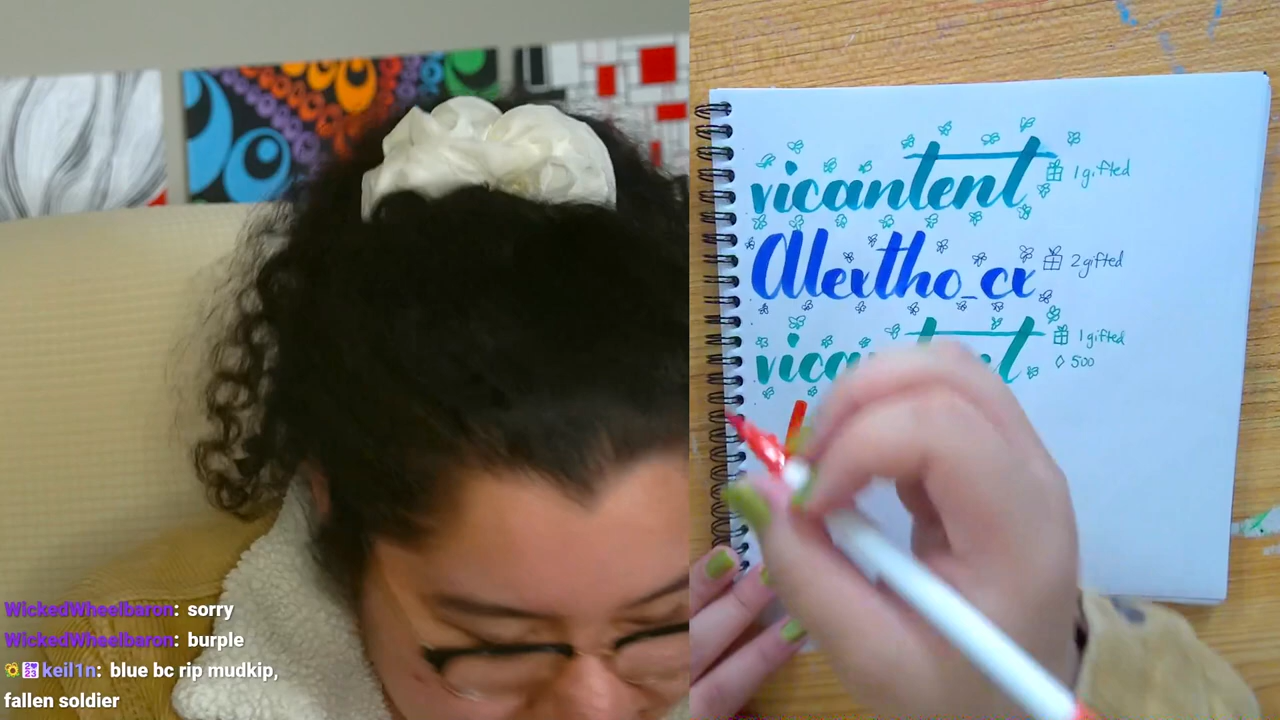 WickedWheelbaron: sorry
WickedWheelbaron: burple
keil1n: blue bc rip mudkip,
fallen soldier
vicantent 1 gifted
Alextho_cx 2 gifted
1 gifted
500